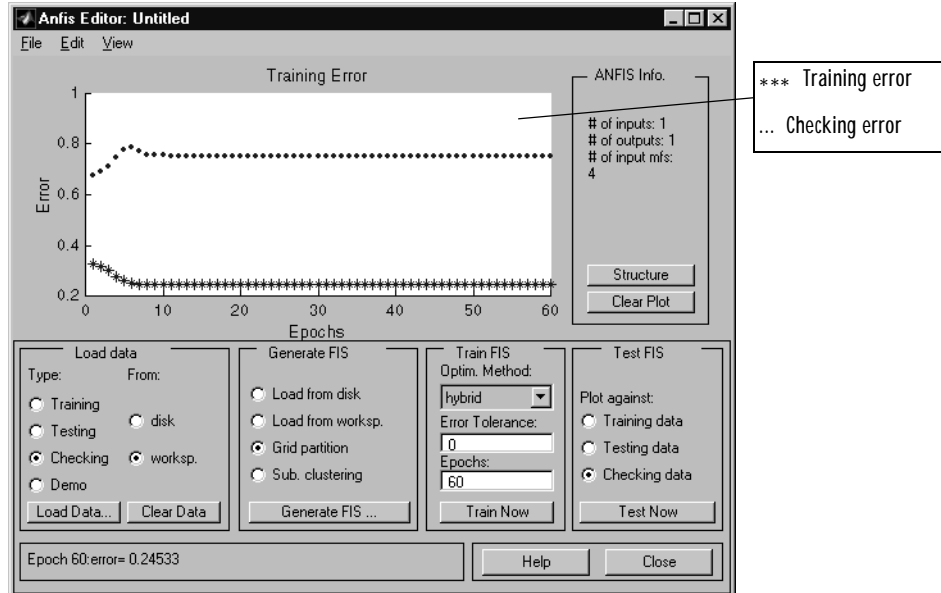 Anfis Editor: Untitled
File Edit View
Training Error
1
0.8
0.6
0.4
0.2
Error
0 10 20 30 40 50 60
Epochs
ANFIS Info.
# of inputs: 1
# of outputs: 1
# of input mfs:
4
Structure
Clear Plot
*** Training error
... Checking error
Load data
Type: From:
Training
Testing
Checking
Demo
disk
worksp.
Load Data... Clear Data
Generate FIS
Load from disk
Load from worksp.
Grid partition
Sub. clustering
Generate FIS ...
Train FIS
Optim. Method:
hybrid
Error Tolerance:
0
Epochs:
60
Train Now
Test FIS
Plot against:
Training data
Testing data
Checking data
Test Now
Epoch 60:error= 0.24533
Help Close